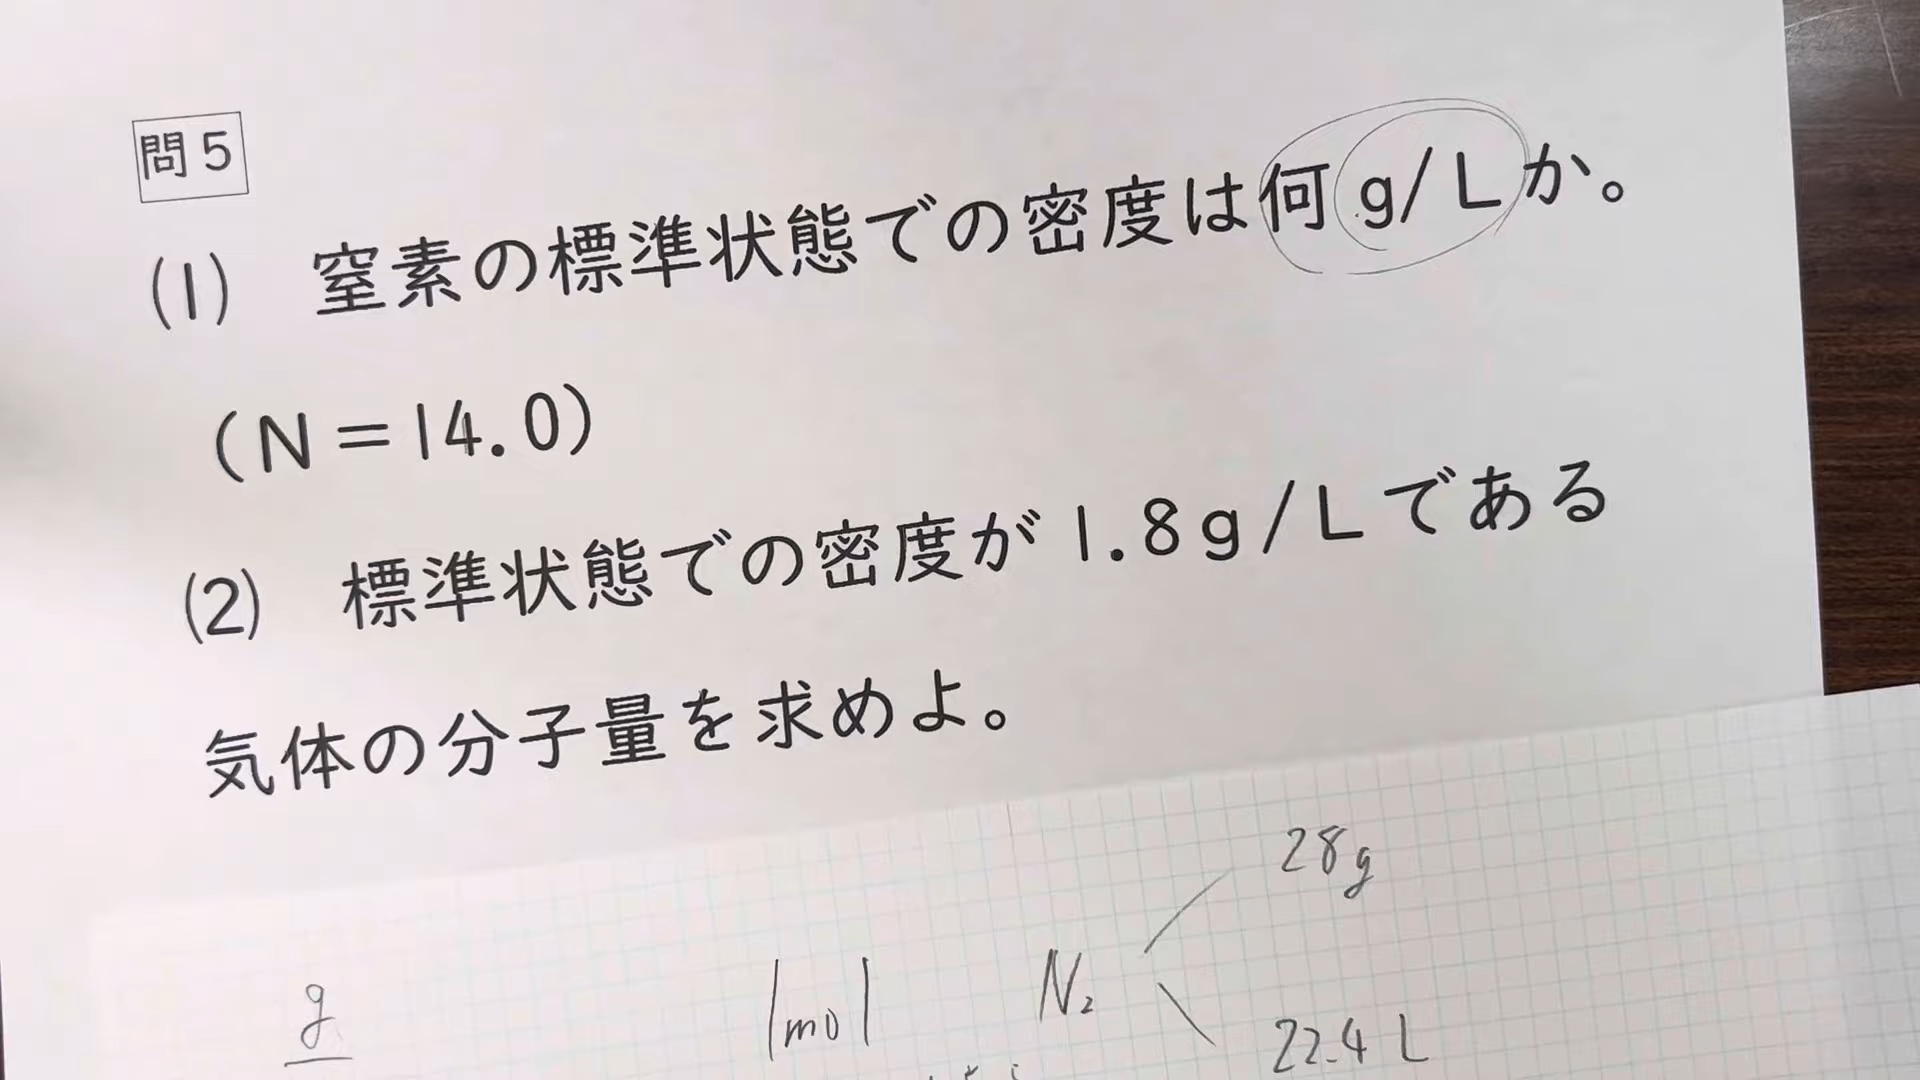 問5
(1) 窒素の標準状態での密度は何g/Lか。
(N=14.0)
(2) 標準状態での密度が1.8g/Lである
気体の分子量を求めよ。
28g
g
1mol N₂
22.4 L